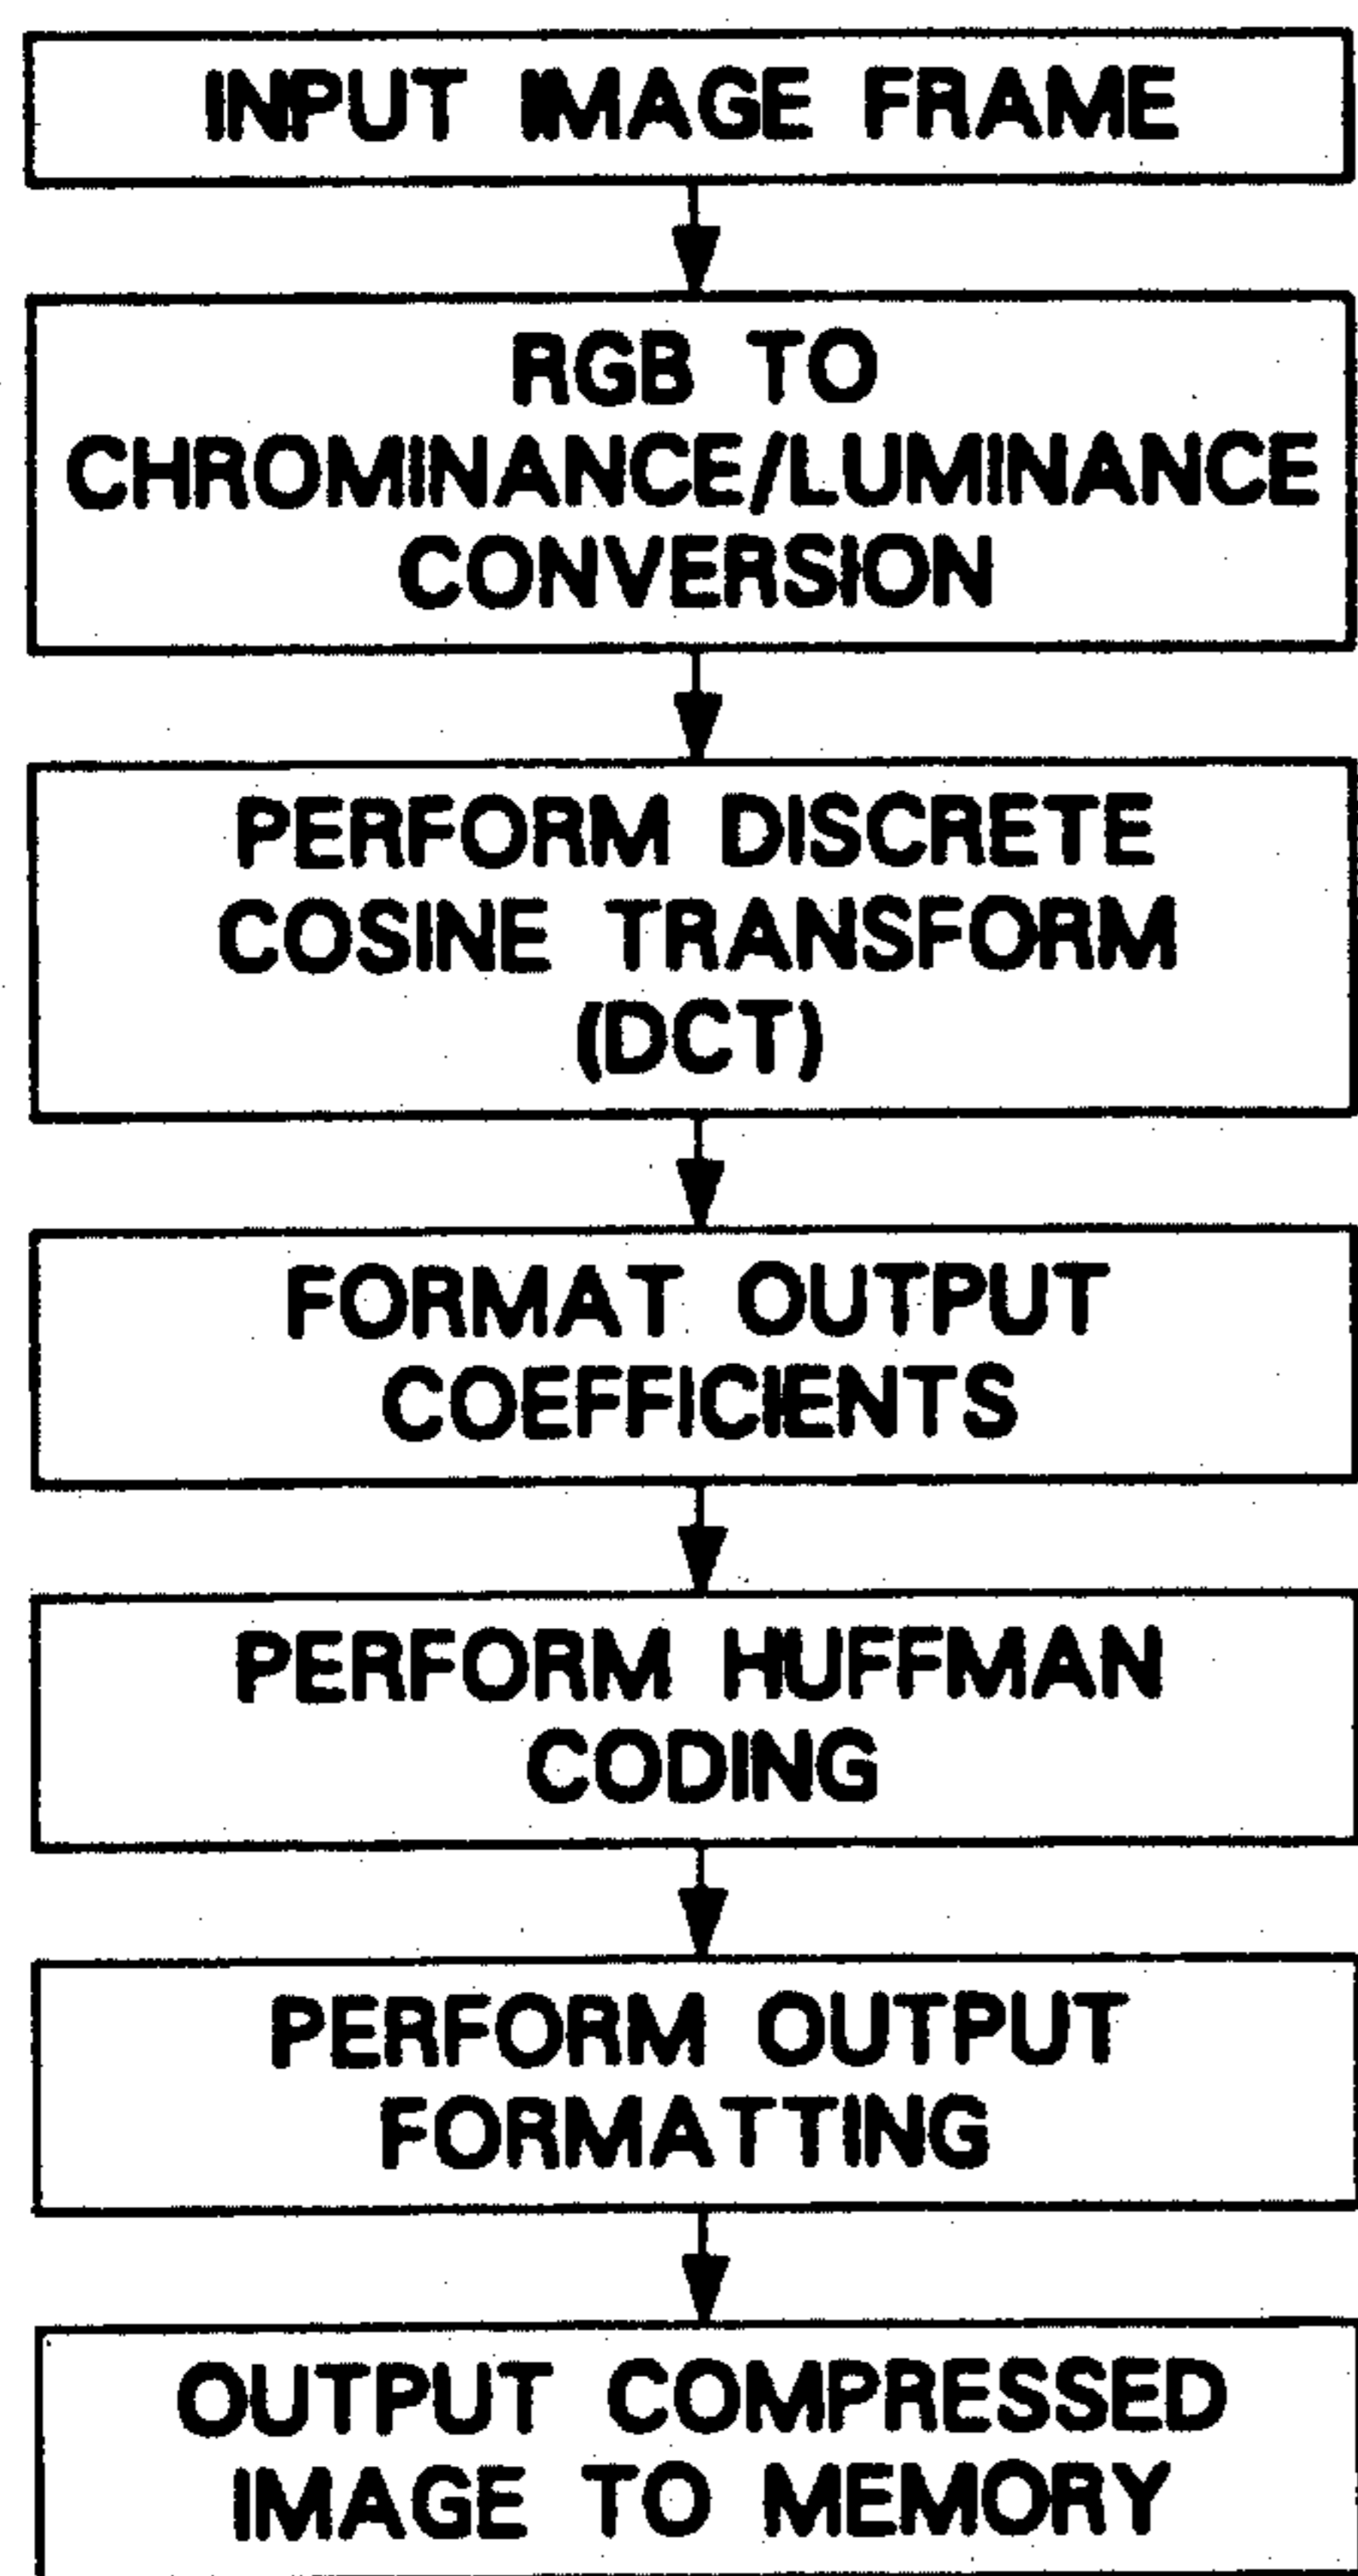 INPUT IMAGE FRAME
RGB TO
CHROMINANCE/LUMINANCE
CONVERSION
PERFORM DISCRETE
COSINE TRANSFORM
(DCT)
FORMAT OUTPUT
COEFFICIENTS
PERFORM HUFFMAN
CODING
PERFORM OUTPUT
FORMATTING
OUTPUT COMPRESSED
IMAGE TO MEMORY